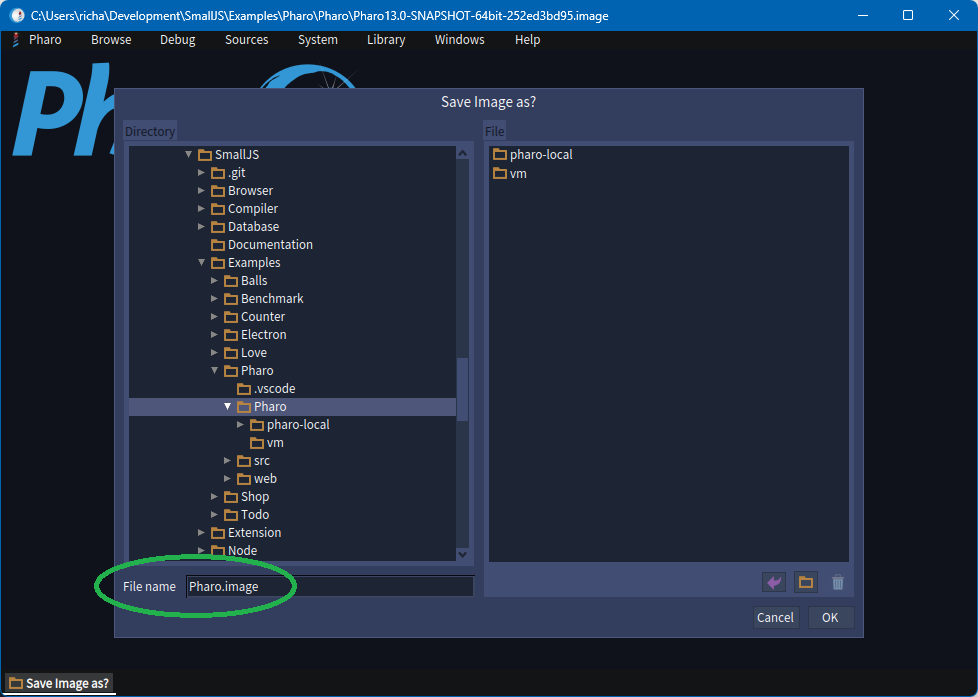 C:\Users\richa\Development\SmallJS\Examples\Pharo\Pharo\Pharo13.0-SNAPSHOT-64bit-252ed3bd95.image
Pharo Browse Debug Sources System Library Windows Help
Ph
Save Image as?
Directory
SmallJS
.git
Browser
Compiler
Database
Documentation
Examples
Balls
Benchmark
Counter
Electron
Love
Pharo
.vscode
Pharo
pharo-local
vm
src
web
Shop
Todo
Extension
Node
File name Pharo.image
File
pharo-local
vm
Cancel OK
Save Image as?